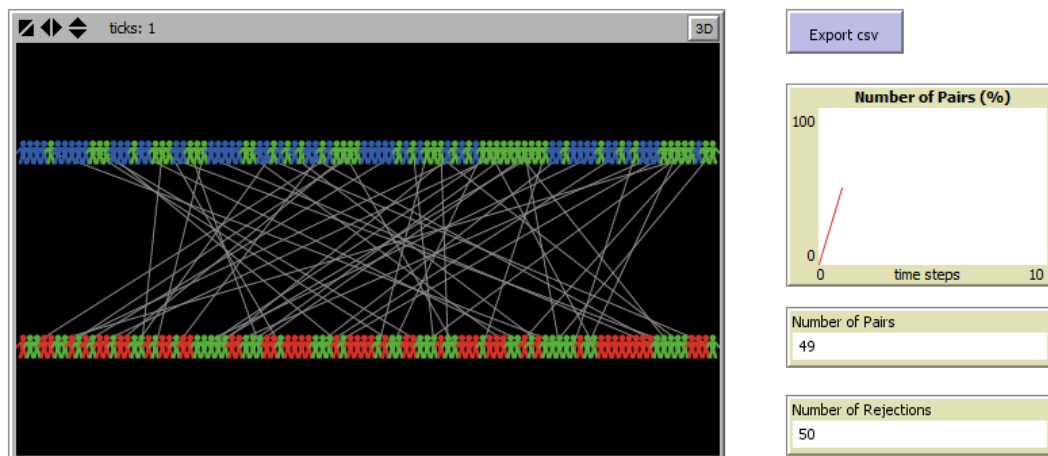 ticks: 1
3D
Export csv
Number of Pairs (%)
100
0
0 time steps 10
Number of Pairs
49
Number of Rejections
50